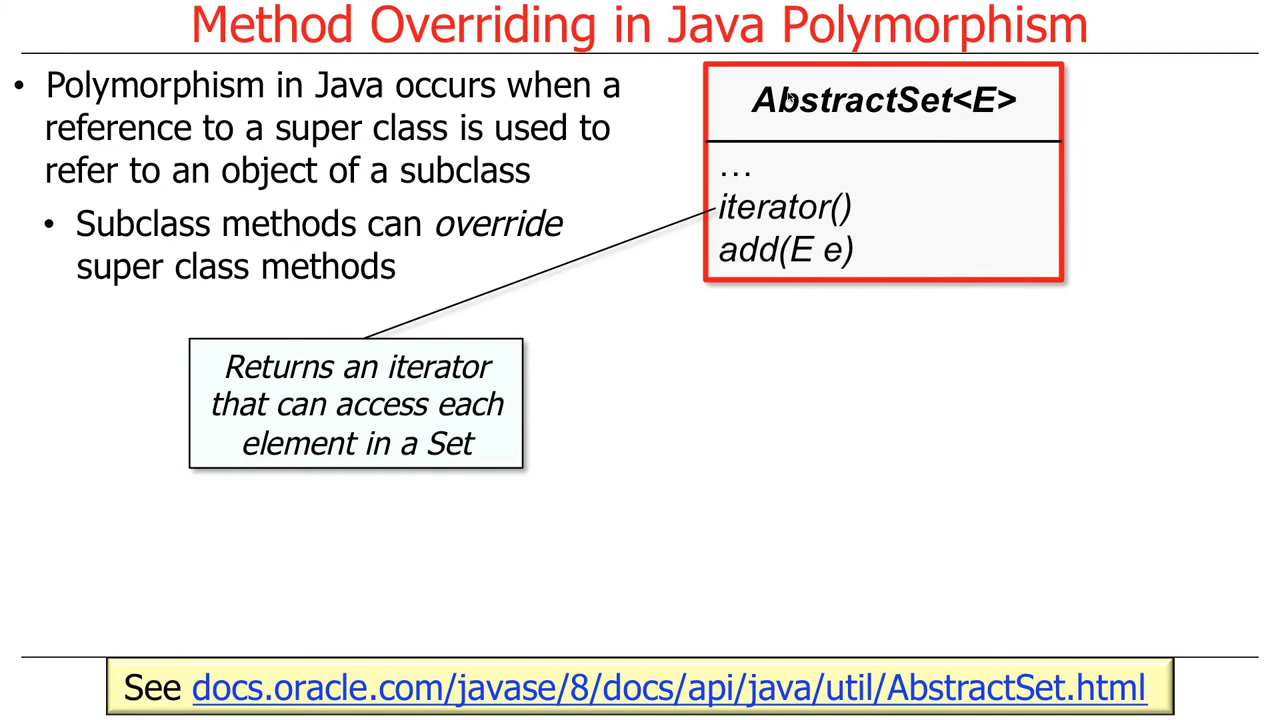 Method Overriding in Java Polymorphism
• Polymorphism in Java occurs when a
reference to a super class is used to
refer to an object of a subclass
• Subclass methods can override
super class methods
AbstractSet<E>
…
iterator()
add(E e)
Returns an iterator
that can access each
element in a Set
See docs.oracle.com/javase/8/docs/api/java/util/AbstractSet.html